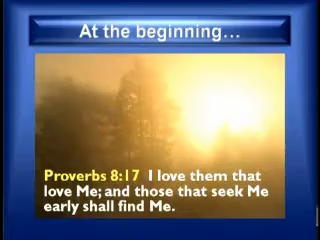 At the beginning...
Proverbs 8:17 I love them that
love Me; and those that seek Me
early shall find Me.